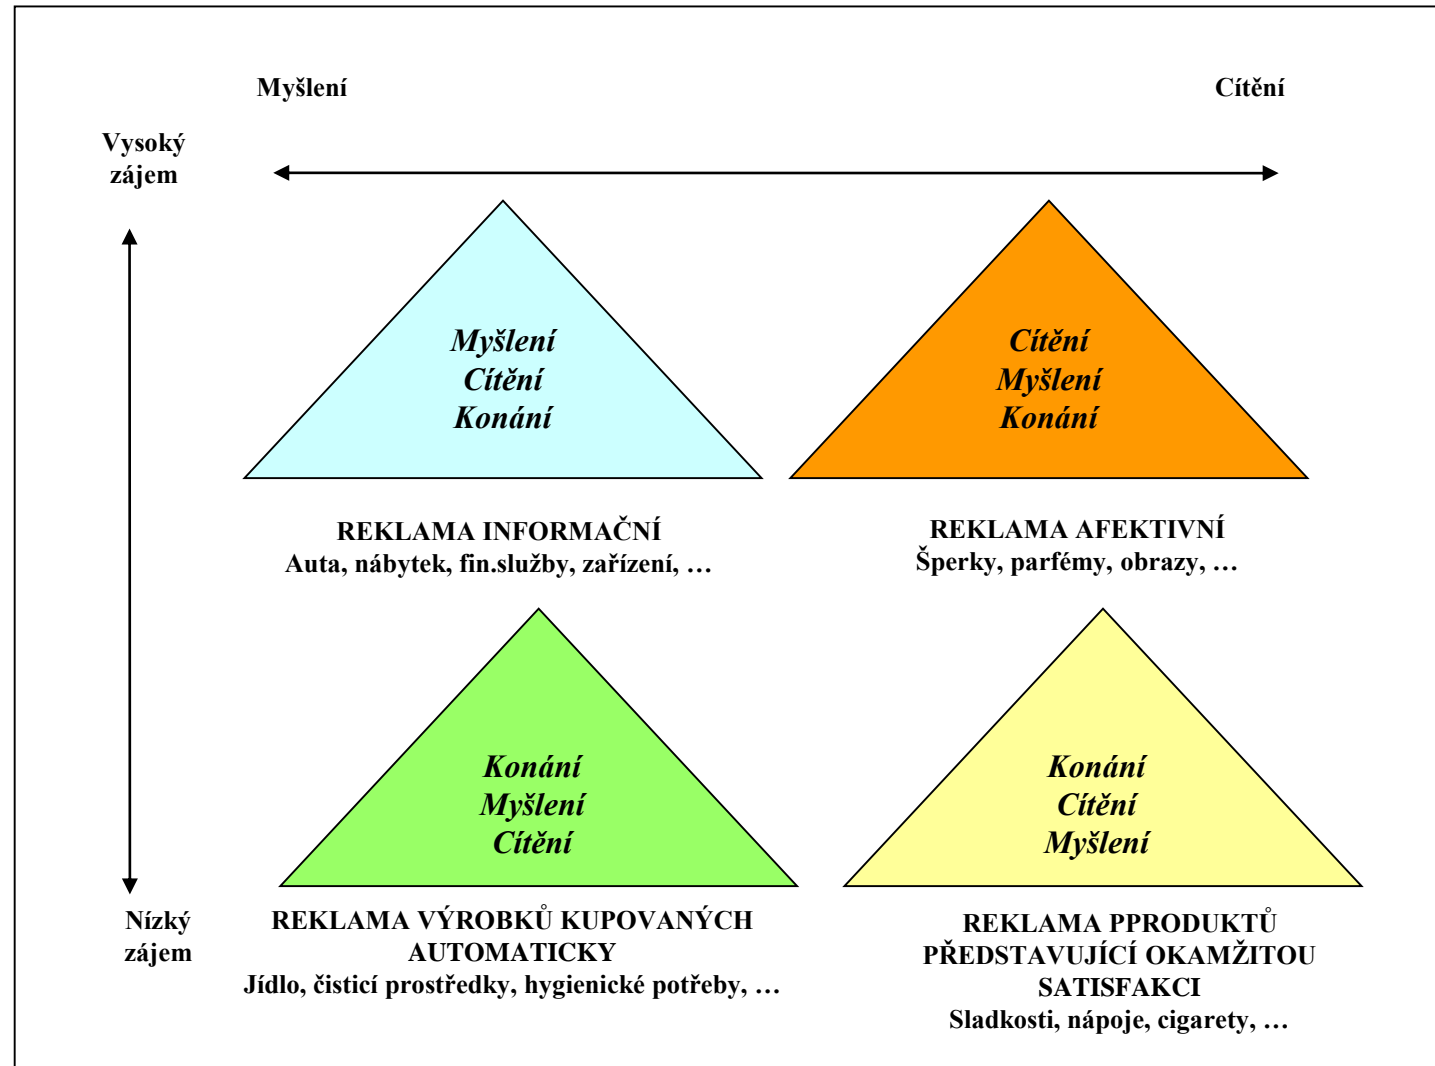 Myšlení
Cítění
Vysoký
zájem
Myšlení
Cítění
Konání
Cítění
Myšlení
Konání
REKLAMA INFORMAČNÍ
Auta, nábytek, fin.služby, zařízení, …
REKLAMA AFEKTIVNÍ
Šperky, parfémy, obrazy, …
Konání
Myšlení
Cítění
Konání
Cítění
Myšlení
Nízký
zájem
REKLAMA VÝROBKŮ KUPOVANÝCH
AUTOMATICKY
Jídlo, čisticí prostředky, hygienické potřeby, …
REKLAMA PPRODUKTŮ
PŘEDSTAVUJÍCÍ OKAMŽITOU
SATISFAKCI
Sladkosti, nápoje, cigarety, …